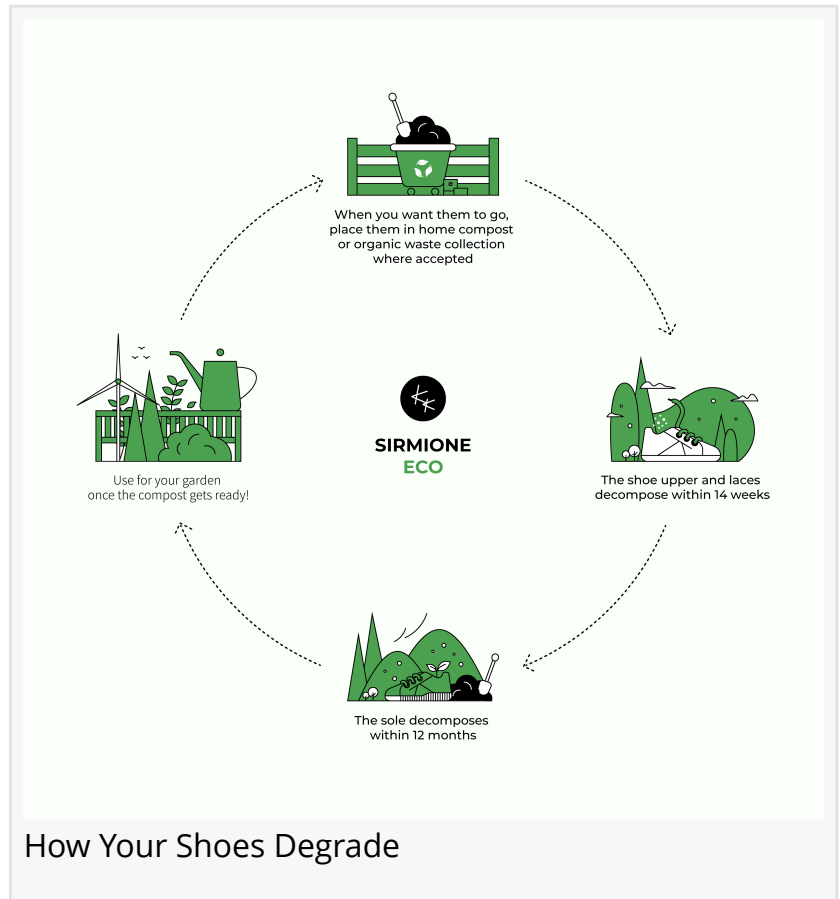 When you want them to go,
place them in home compost
or organic waste collection
where accepted
The shoe upper and laces
decompose within 14 weeks
The sole decomposes
within 12 months
Use for your garden
once the compost gets ready!
SIRMIONE
ECO
How Your Shoes Degrade